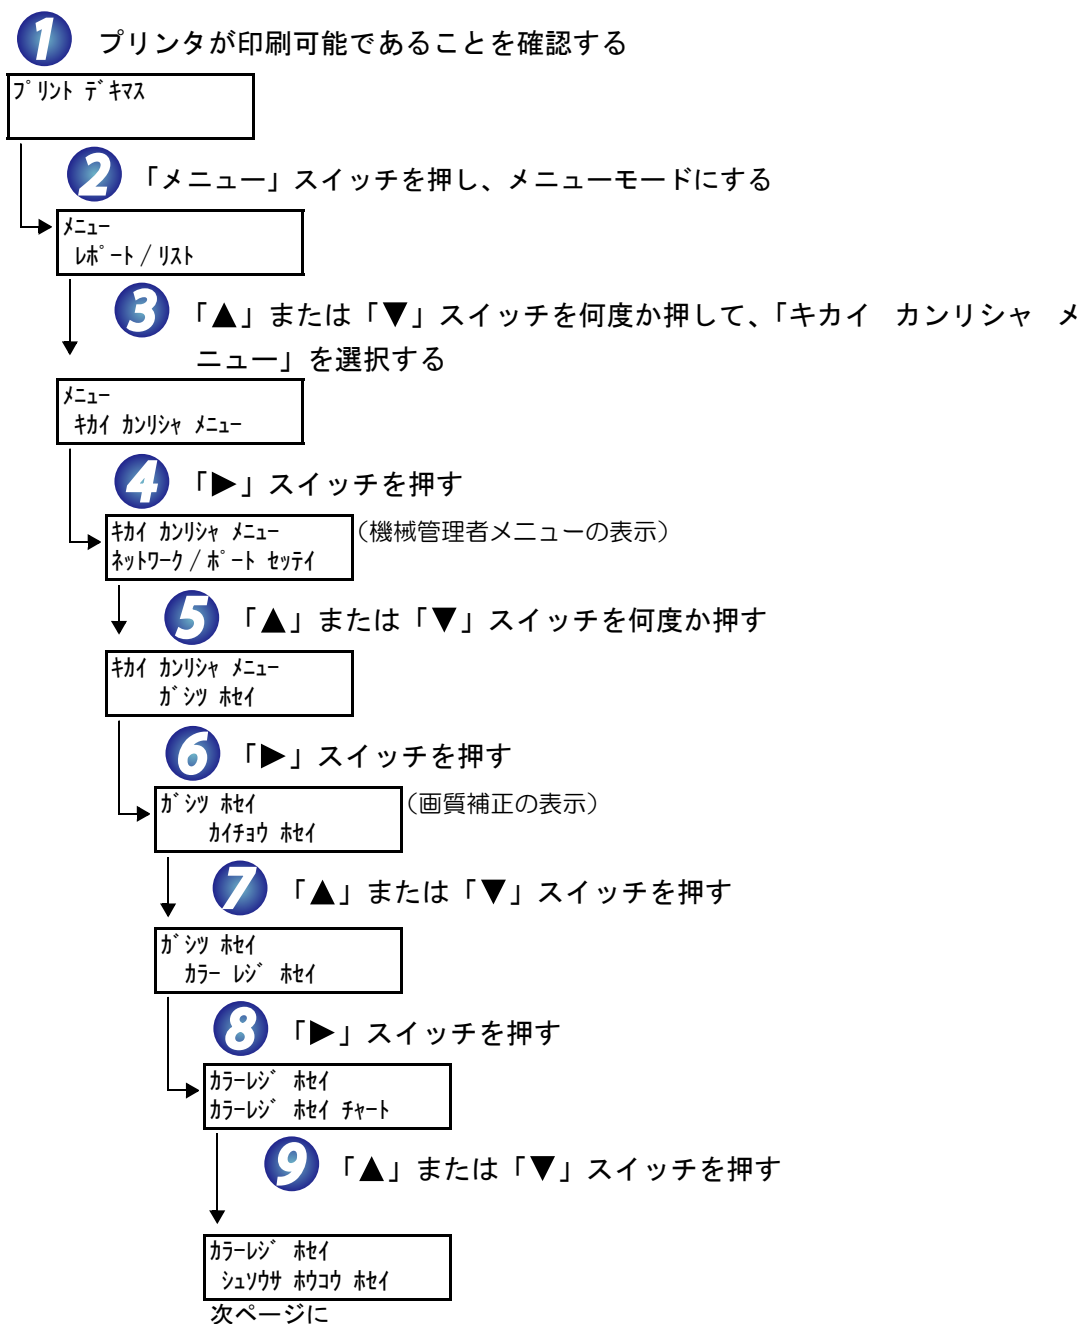 1 プリンタが印刷可能であることを確認する
ﾌﾟﾘﾝﾄ ﾃﾞｷﾏｽ
2 「メニュー」スイッチを押し、メニューモードにする
ﾒﾆｭｰ
ﾚﾎﾟｰﾄ / ﾘｽﾄ
3 「▲」または「▼」スイッチを何度か押して、「キカイ カンリシャ メ
ニュー」を選択する
ﾒﾆｭｰ
ｷｶｲ ｶﾝﾘｼｬ ﾒﾆｭｰ
4 「▶」スイッチを押す
ｷｶｲ ｶﾝﾘｼｬ ﾒﾆｭｰ (機械管理者メニューの表示)
ﾈｯﾄﾜｰｸ / ﾎﾟｰﾄ ｾｯﾃｲ
5 「▲」または「▼」スイッチを何度か押す
ｷｶｲ ｶﾝﾘｼｬ ﾒﾆｭｰ
ｶﾞｼﾂ ﾎｾｲ
6 「▶」スイッチを押す
ｶﾞｼﾂ ﾎｾｲ (画質補正の表示)
ｶｲﾁｮｳ ﾎｾｲ
7 「▲」または「▼」スイッチを押す
ｶﾞｼﾂ ﾎｾｲ
ｶﾗｰ ﾚｼﾞ ﾎｾｲ
8 「▶」スイッチを押す
ｶﾗｰﾚｼﾞ ﾎｾｲ
ｶﾗｰﾚｼﾞ ﾎｾｲ ﾁｬｰﾄ
9 「▲」または「▼」スイッチを押す
ｶﾗｰﾚｼﾞ ﾎｾｲ
ｼｭｿｳｻ ﾎｳｺｳ ﾎｾｲ
次ページに